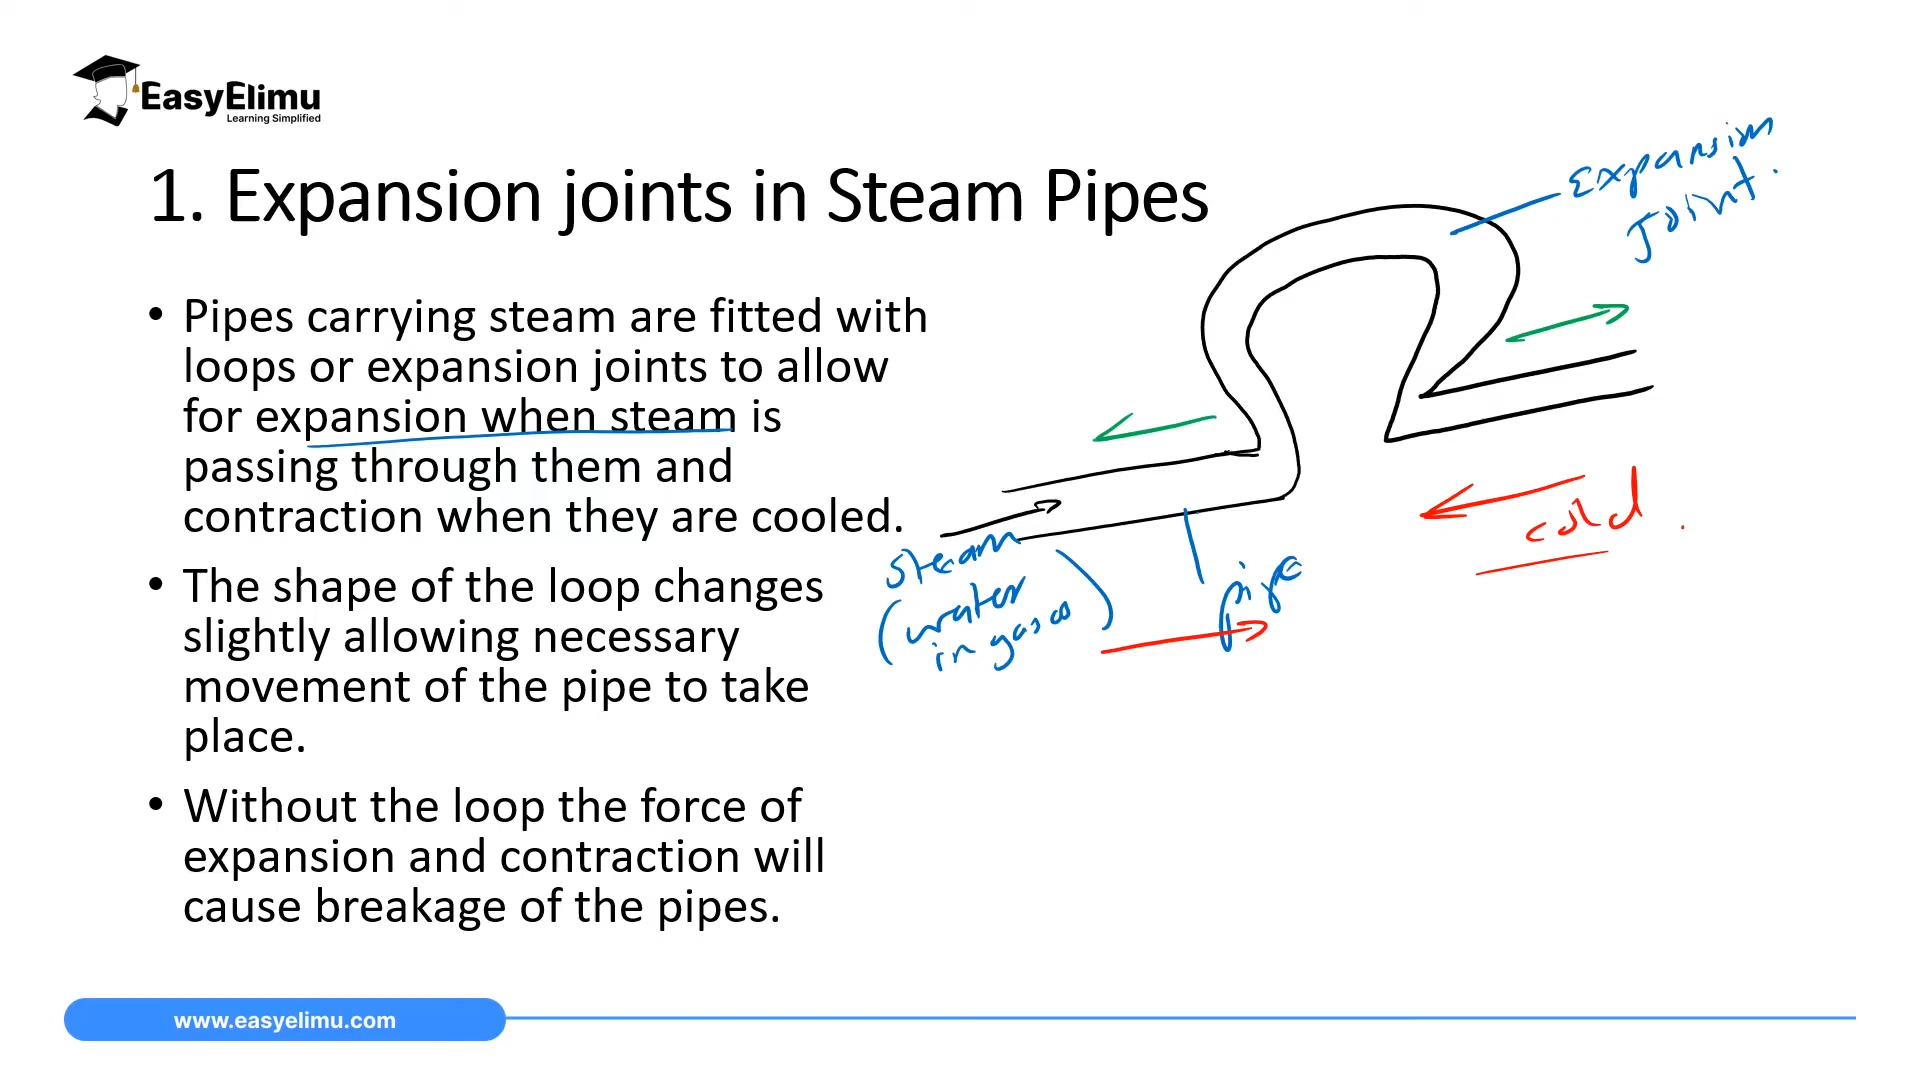 EasyElimu
Learning Simplified
1. Expansion joints in Steam Pipes
• Pipes carrying steam are fitted with
loops or expansion joints to allow
for expansion when steam is
passing through them and
contraction when they are cooled.
• The shape of the loop changes
slightly allowing necessary
movement of the pipe to take
place.
• Without the loop the force of
expansion and contraction will
cause breakage of the pipes.
Expansion
Joint.
steam
(water
in gas
pipe
cold
www.easyelimu.com